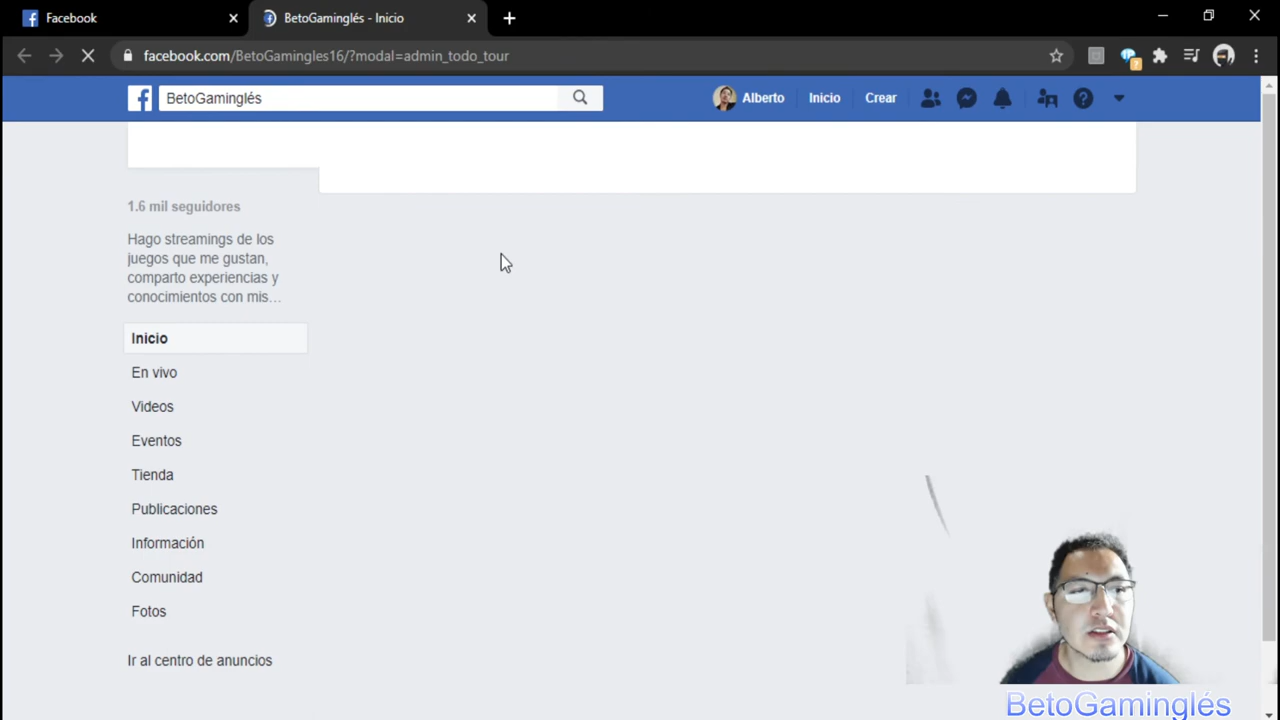 Facebook
BetoGaminglés - Inicio
facebook.com/BetoGamingles16/?modal=admin_todo_tour
BetoGaminglés
Alberto
Inicio
Crear
1.6 mil seguidores
Hago streamings de los
juegos que me gustan,
comparto experiencias y
conocimientos con mis...
Inicio
En vivo
Videos
Eventos
Tienda
Publicaciones
Información
Comunidad
Fotos
Ir al centro de anuncios
BetoGaminglés